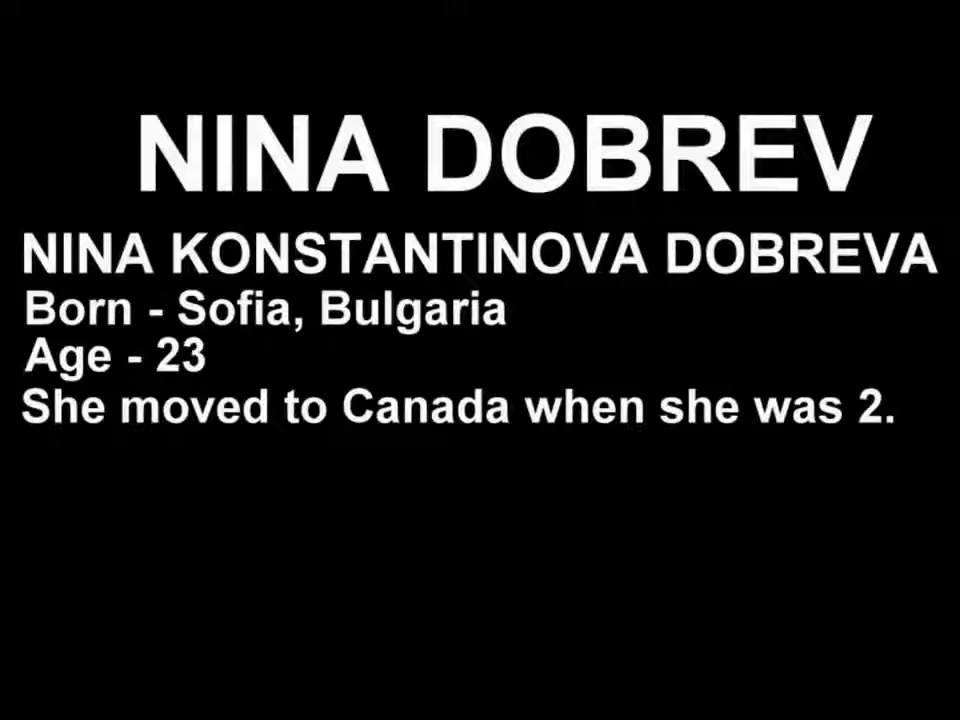 NINA DOBREV
NINA KONSTANTINOVA DOBREVA
Born - Sofia, Bulgaria
Age - 23
She moved to Canada when she was 2.